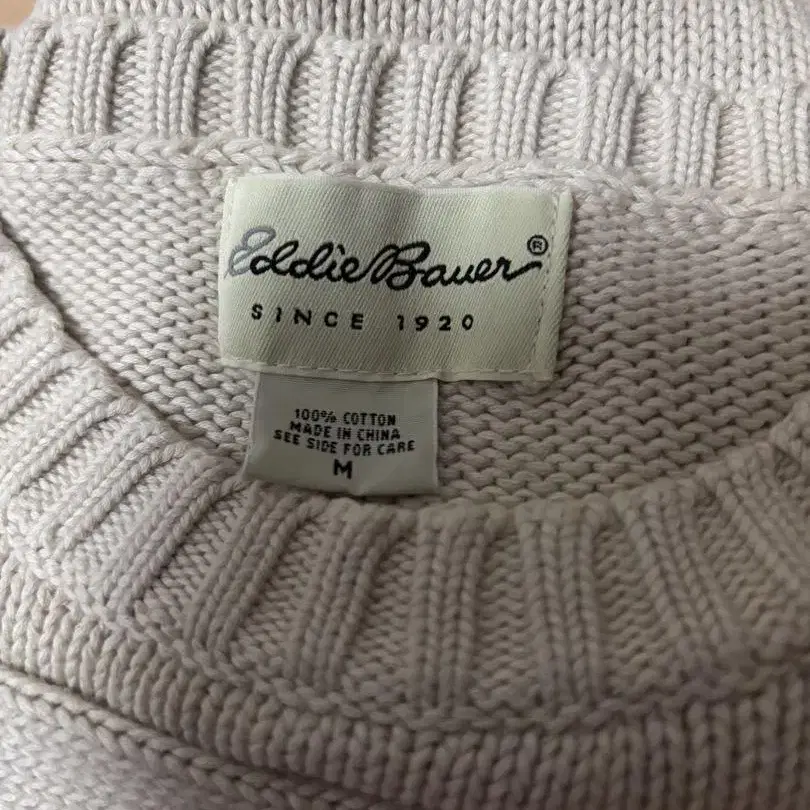 Eddie Bauer®
SINCE 1920
100% COTTON
MADE IN CHINA
SEE SIDE FOR CARE
M